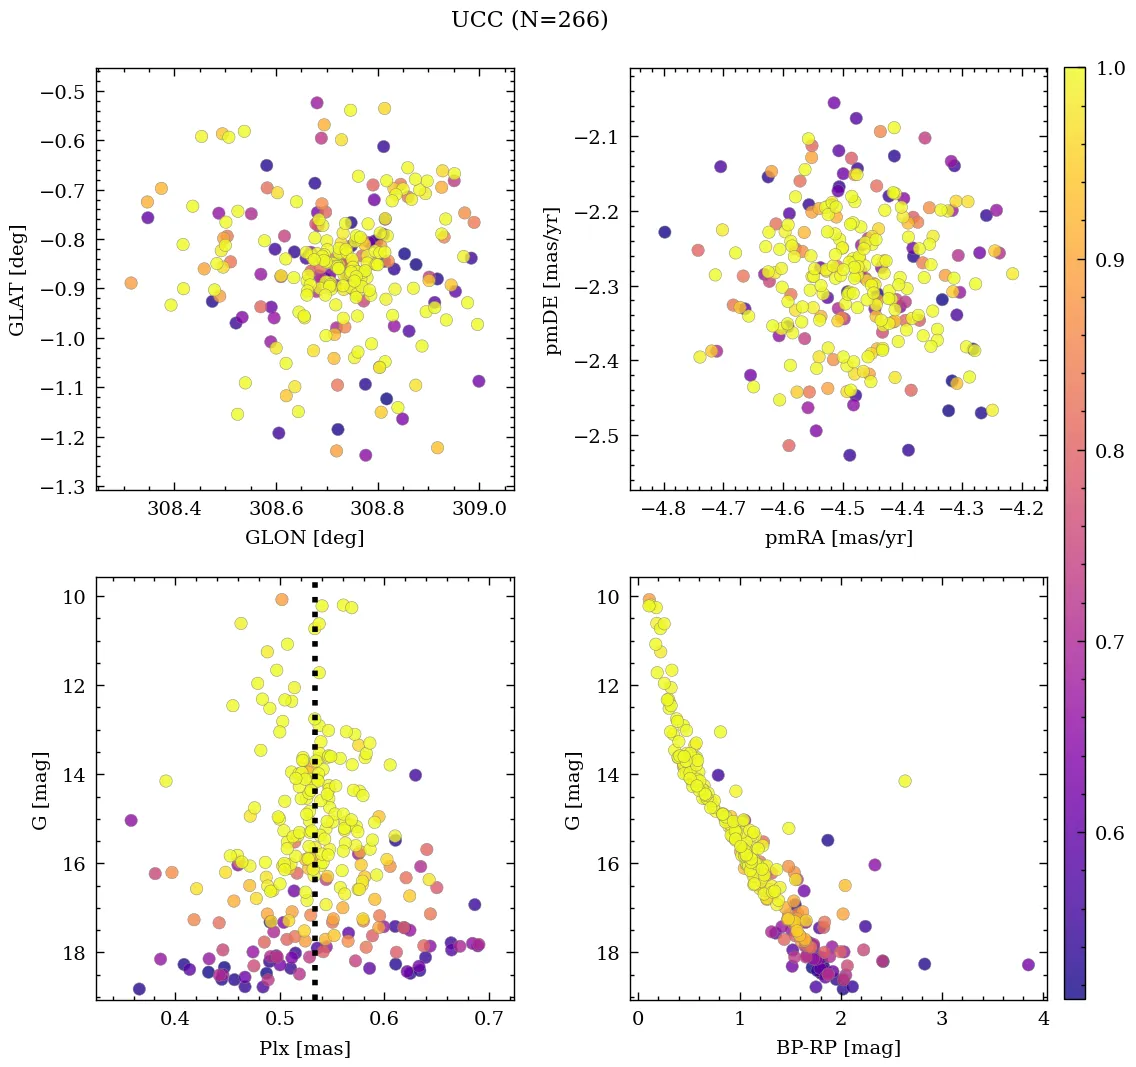 UCC (N=266)
−0.5
−0.6
−0.7
−0.8
−0.9
−1.0
−1.1
−1.2
−1.3
GLAT [deg]
308.4 308.6 308.8 309.0
GLON [deg]
−2.1
−2.2
−2.3
−2.4
−2.5
pmDE [mas/yr]
−4.8 −4.7 −4.6 −4.5 −4.4 −4.3 −4.2
pmRA [mas/yr]
1.0
0.9
0.8
0.7
0.6
10
12
14
16
18
G [mag]
0.4 0.5 0.6 0.7
Plx [mas]
10
12
14
16
18
G [mag]
0 1 2 3 4
BP-RP [mag]